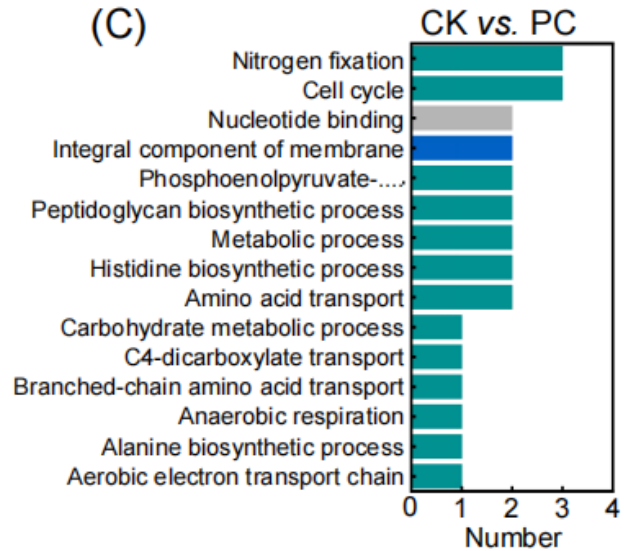 (C)
CK vs. PC
Nitrogen fixation
Cell cycle
Nucleotide binding
Integral component of membrane
Phosphoenolpyruvate-....,
Peptidoglycan biosynthetic process
Metabolic process
Histidine biosynthetic process
Amino acid transport
Carbohydrate metabolic process
C4-dicarboxylate transport
Branched-chain amino acid transport
Anaerobic respiration
Alanine biosynthetic process
Aerobic electron transport chain
0 1 2 3 4
Number